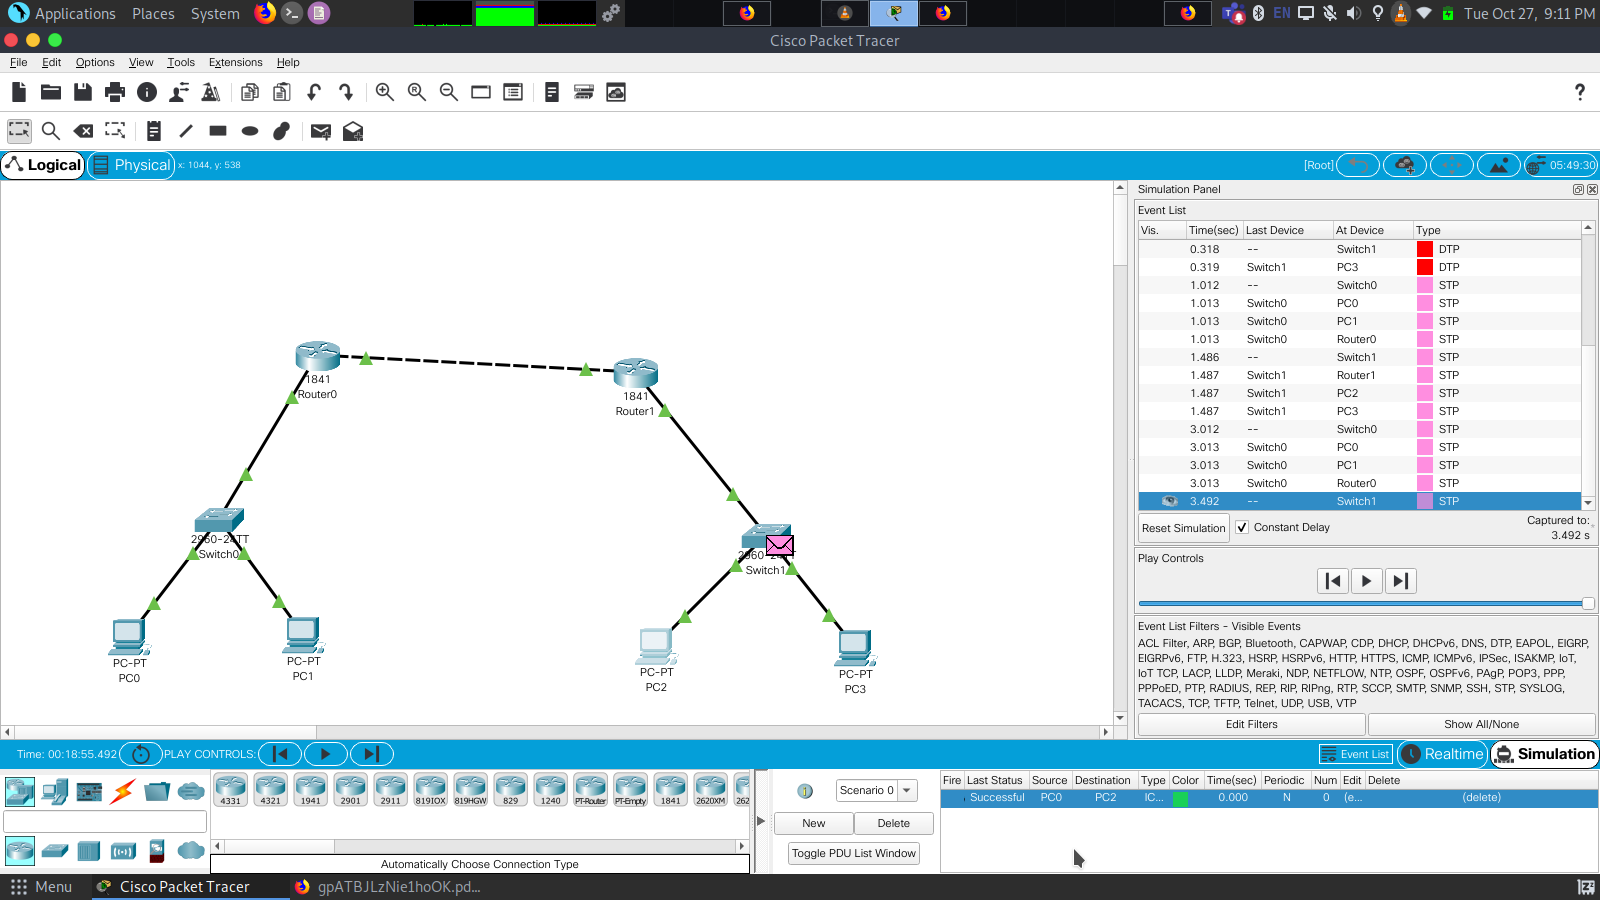 Applications Places System EN Tue Oct 27, 9:11 PM
Cisco Packet Tracer
File Edit Options View Tools Extensions Help
Logical Physical x: 1044, y: 538 [Root] 05:49:30
Simulation Panel
Event List
Vis. Time(sec) Last Device At Device Type
0.318 -- Switch1 DTP
0.319 Switch1 PC3 DTP
1.012 -- Switch0 STP
1.013 Switch0 PC0 STP
1.013 Switch0 PC1 STP
1.013 Switch0 Router0 STP
1.486 -- Switch1 STP
1.487 Switch1 Router1 STP
1.487 Switch1 PC2 STP
1.487 Switch1 PC3 STP
3.012 -- Switch0 STP
3.013 Switch0 PC0 STP
3.013 Switch0 PC1 STP
3.013 Switch0 Router0 STP
3.492 -- Switch1 STP
Reset Simulation Constant Delay Captured to:
3.492 s
Play Controls
Event List Filters - Visible Events
ACL Filter, ARP, BGP, Bluetooth, CAPWAP, CDP, DHCP, DHCPv6, DNS, DTP, EAPOL, EIGRP,
EIGRPv6, FTP, H.323, HSRP, HSRPv6, HTTP, HTTPS, ICMP, ICMPv6, IPSec, ISAKMP, IoT,
IoT TCP, LACP, LLDP, Meraki, NDP, NETFLOW, NTP, OSPF, OSPFv6, PAgP, POP3, PPP,
PPPoED, PTP, RADIUS, REP, RIP, RIPng, RTP, SCCP, SMTP, SNMP, SSH, STP, SYSLOG,
TACACS, TCP, TFTP, Telnet, UDP, USB, VTP
Edit Filters Show All/None
1841
Router0
1841
Router1
2960-24TT
Switch0
Switch1
PC-PT
PC0
PC-PT
PC1
PC-PT
PC2
PC-PT
PC3
Time: 00:18:55.492 PLAY CONTROLS: Event List Realtime Simulation
4331 4321 1941 2901 2911 819IOX 819HGW 829 1240 PT-Router PT-Empty 1841 2620XM 262
Automatically Choose Connection Type
Scenario 0
New Delete
Toggle PDU List Window
Fire Last Status Source Destination Type Color Time(sec) Periodic Num Edit Delete
Successful PC0 PC2 IC... 0.000 N 0 (e... (delete)
Menu Cisco Packet Tracer gpATBJLzNie1hoOK.pd...